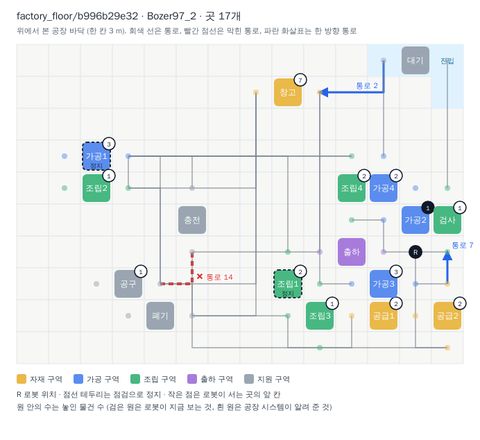 factory_floor/b996b29e32 · Bozer97_2 · 곳 17개
위에서 본 공장 바닥 (한 칸 3 m). 회색 선은 통로, 빨간 점선은 막힌 통로, 파란 화살표는 한 방향 통로
대기
진입
통로 2
창고
7
가공1
3
정지
조립2
1
조립4
2
가공4
2
충전
가공2
1
검사
1
출하
R
통로 7
통로 14
공구
1
조립1
2
정지
가공3
3
폐기
조립3
1
공급1
2
공급2
2
자재 구역
가공 구역
조립 구역
출하 구역
지원 구역
R 로봇 위치 · 점선 테두리는 점검으로 정지 · 작은 점은 로봇이 서는 곳의 앞 칸
원 안의 수는 놓인 물건 수 (검은 원은 로봇이 지금 보는 것, 흰 원은 공장 시스템이 알려 준 것)